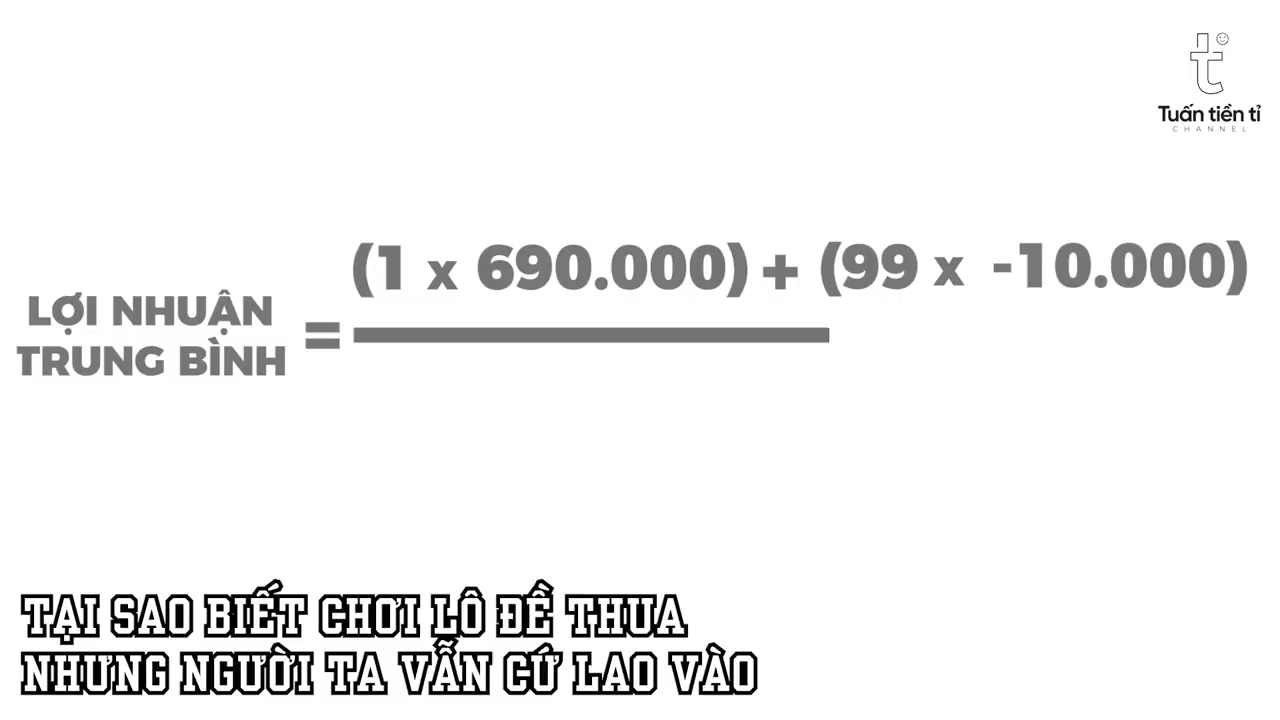 Tuấn tiền tỉ
CHANNEL
(1 x 690.000) + (99 x -10.000)
LỢI NHUẬN
TRUNG BÌNH
=
TẠI SAO BIẾT CHƠI LÔ ĐỀ THUA
NHƯNG NGƯỜI TA VẪN CỨ LAO VÀO